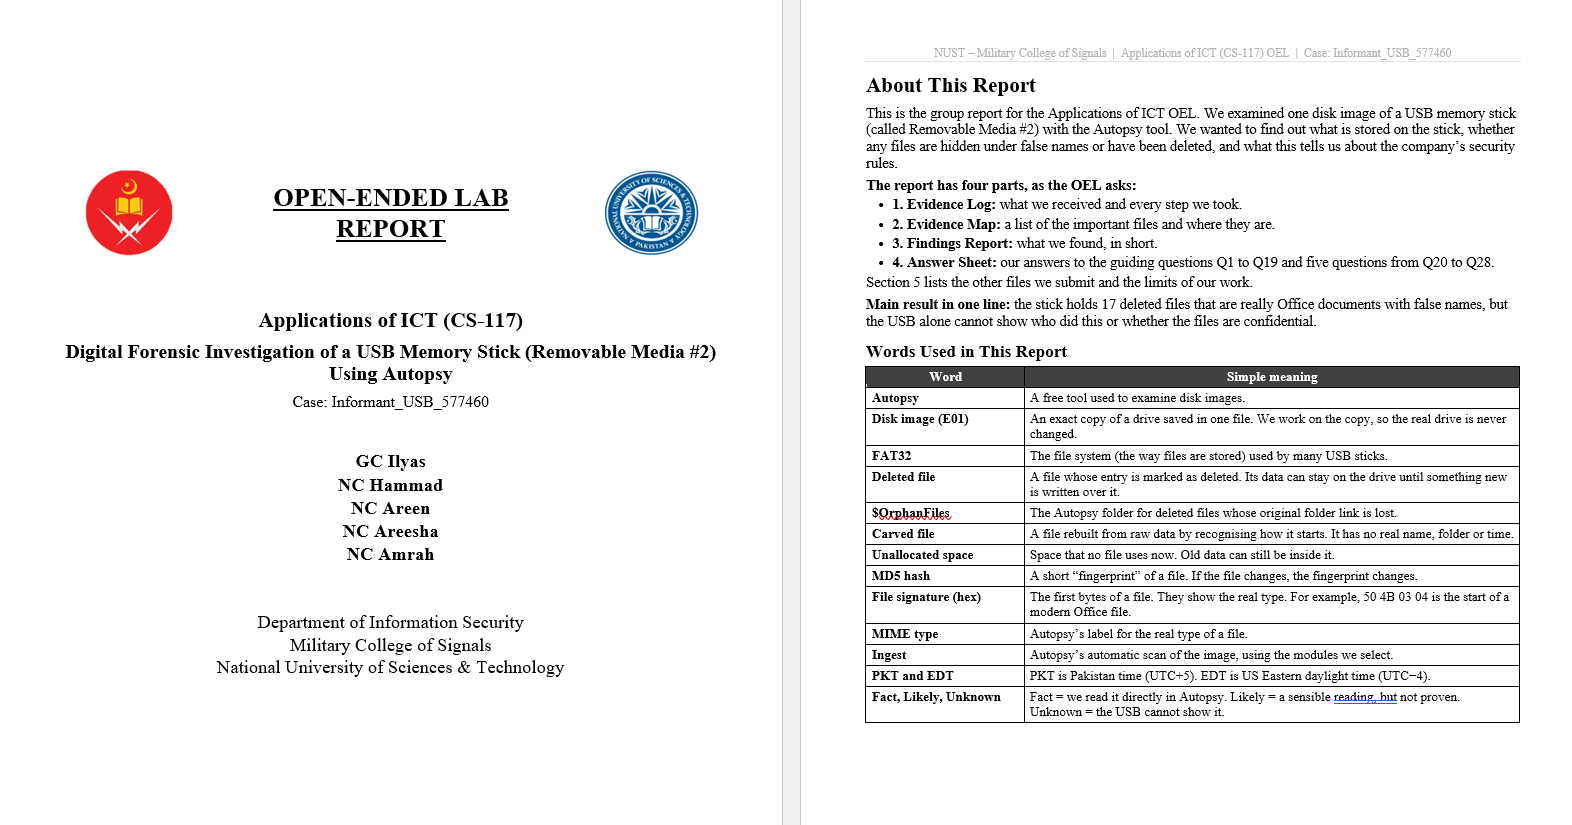 OPEN-ENDED LAB
REPORT
UNIVERSITY OF SCIENCES & TECHNOLOGY
PAKISTAN
Applications of ICT (CS-117)
Digital Forensic Investigation of a USB Memory Stick (Removable Media #2)
Using Autopsy
Case: Informant_USB_577460
GC Ilyas
NC Hammad
NC Areen
NC Areesha
NC Amrah
Department of Information Security
Military College of Signals
National University of Sciences & Technology
NUST – Military College of Signals | Applications of ICT (CS-117) OEL | Case: Informant_USB_577460
About This Report
This is the group report for the Applications of ICT OEL. We examined one disk image of a USB memory stick
(called Removable Media #2) with the Autopsy tool. We wanted to find out what is stored on the stick, whether
any files are hidden under false names or have been deleted, and what this tells us about the company’s security
rules.
The report has four parts, as the OEL asks:
• 1. Evidence Log: what we received and every step we took.
• 2. Evidence Map: a list of the important files and where they are.
• 3. Findings Report: what we found, in short.
• 4. Answer Sheet: our answers to the guiding questions Q1 to Q19 and five questions from Q20 to Q28.
Section 5 lists the other files we submit and the limits of our work.
Main result in one line: the stick holds 17 deleted files that are really Office documents with false names, but
the USB alone cannot show who did this or whether the files are confidential.
Words Used in This Report
Word Simple meaning
Autopsy A free tool used to examine disk images.
Disk image (E01) An exact copy of a drive saved in one file. We work on the copy, so the real drive is never
changed.
FAT32 The file system (the way files are stored) used by many USB sticks.
Deleted file A file whose entry is marked as deleted. Its data can stay on the drive until something new
is written over it.
$OrphanFiles The Autopsy folder for deleted files whose original folder link is lost.
Carved file A file rebuilt from raw data by recognising how it starts. It has no real name, folder or time.
Unallocated space Space that no file uses now. Old data can still be inside it.
MD5 hash A short “fingerprint” of a file. If the file changes, the fingerprint changes.
File signature (hex) The first bytes of a file. They show the real type. For example, 50 4B 03 04 is the start of a
modern Office file.
MIME type Autopsy’s label for the real type of a file.
Ingest Autopsy’s automatic scan of the image, using the modules we select.
PKT and EDT PKT is Pakistan time (UTC+5). EDT is US Eastern daylight time (UTC−4).
Fact, Likely, Unknown Fact = we read it directly in Autopsy. Likely = a sensible reading, but not proven.
Unknown = the USB cannot show it.